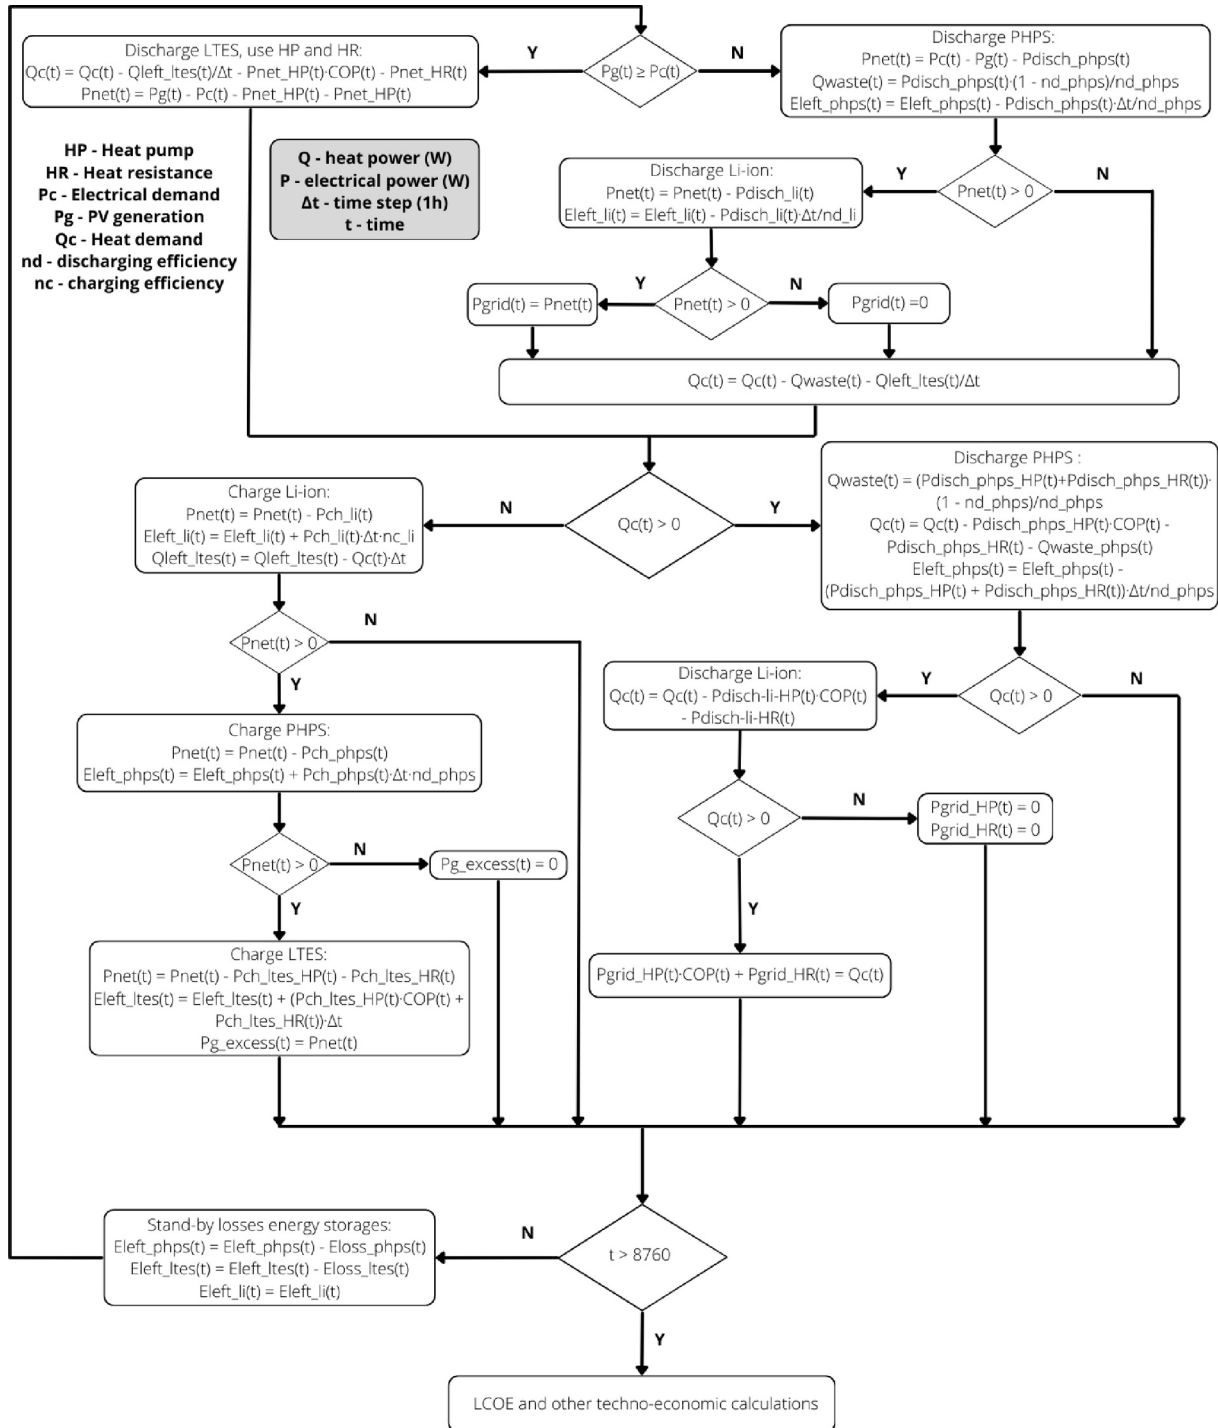 Discharge LTES, use HP and HR:
Qc(t) = Qc(t) - Qleft_ltes(t)/Δt - Pnet_HP(t)·COP(t) - Pnet_HR(t)
Pnet(t) = Pg(t) - Pc(t) - Pnet_HP(t) - Pnet_HP(t)
Y
Pg(t) ≥ Pc(t)
N
Discharge PHPS:
Pnet(t) = Pc(t) - Pg(t) - Pdisch_phps(t)
Qwaste(t) = Pdisch_phps(t)·(1 - nd_phps)/nd_phps
Eleft_phps(t) = Eleft_phps(t) - Pdisch_phps(t)·Δt/nd_phps
HP - Heat pump
HR - Heat resistance
Pc - Electrical demand
Pg - PV generation
Qc - Heat demand
nd - discharging efficiency
nc - charging efficiency
Q - heat power (W)
P - electrical power (W)
Δt - time step (1h)
t - time
Discharge Li-ion:
Pnet(t) = Pnet(t) - Pdisch_li(t)
Eleft_li(t) = Eleft_li(t) - Pdisch_li(t)·Δt/nd_li
Y
Pnet(t) > 0
N
Pgrid(t) = Pnet(t)
Y
Pnet(t) > 0
N
Pgrid(t) =0
Qc(t) = Qc(t) - Qwaste(t) - Qleft_ltes(t)/Δt
Charge Li-ion:
Pnet(t) = Pnet(t) - Pch_li(t)
Eleft_li(t) = Eleft_li(t) + Pch_li(t)·Δt·nc_li
Qleft_ltes(t) = Qleft_ltes(t) - Qc(t)·Δt
N
Qc(t) > 0
Y
Discharge PHPS :
Qwaste(t) = (Pdisch_phps_HP(t)+Pdisch_phps_HR(t))·
(1 - nd_phps)/nd_phps
Qc(t) = Qc(t) - Pdisch_phps_HP(t)·COP(t) -
Pdisch_phps_HR(t) - Qwaste_phps(t)
Eleft_phps(t) = Eleft_phps(t) -
(Pdisch_phps_HP(t) + Pdisch_phps_HR(t))·Δt/nd_phps
Pnet(t) > 0
N
Y
Discharge Li-ion:
Qc(t) = Qc(t) - Pdisch-li-HP(t)·COP(t)
- Pdisch-li-HR(t)
Y
Qc(t) > 0
N
Charge PHPS:
Pnet(t) = Pnet(t) - Pch_phps(t)
Eleft_phps(t) = Eleft_phps(t) + Pch_phps(t)·Δt·nd_phps
Qc(t) > 0
N
Pgrid_HP(t) = 0
Pgrid_HR(t) = 0
Y
Pnet(t) > 0
N
Pg_excess(t) = 0
Y
Charge LTES:
Pnet(t) = Pnet(t) - Pch_ltes_HP(t) - Pch_ltes_HR(t)
Eleft_ltes(t) = Eleft_ltes(t) + (Pch_ltes_HP(t)·COP(t) +
Pch_ltes_HR(t))·Δt
Pg_excess(t) = Pnet(t)
Pgrid_HP(t)·COP(t) + Pgrid_HR(t) = Qc(t)
Stand-by losses energy storages:
Eleft_phps(t) = Eleft_phps(t) - Eloss_phps(t)
Eleft_ltes(t) = Eleft_ltes(t) - Eloss_ltes(t)
Eleft_li(t) = Eleft_li(t)
N
t > 8760
Y
LCOE and other techno-economic calculations